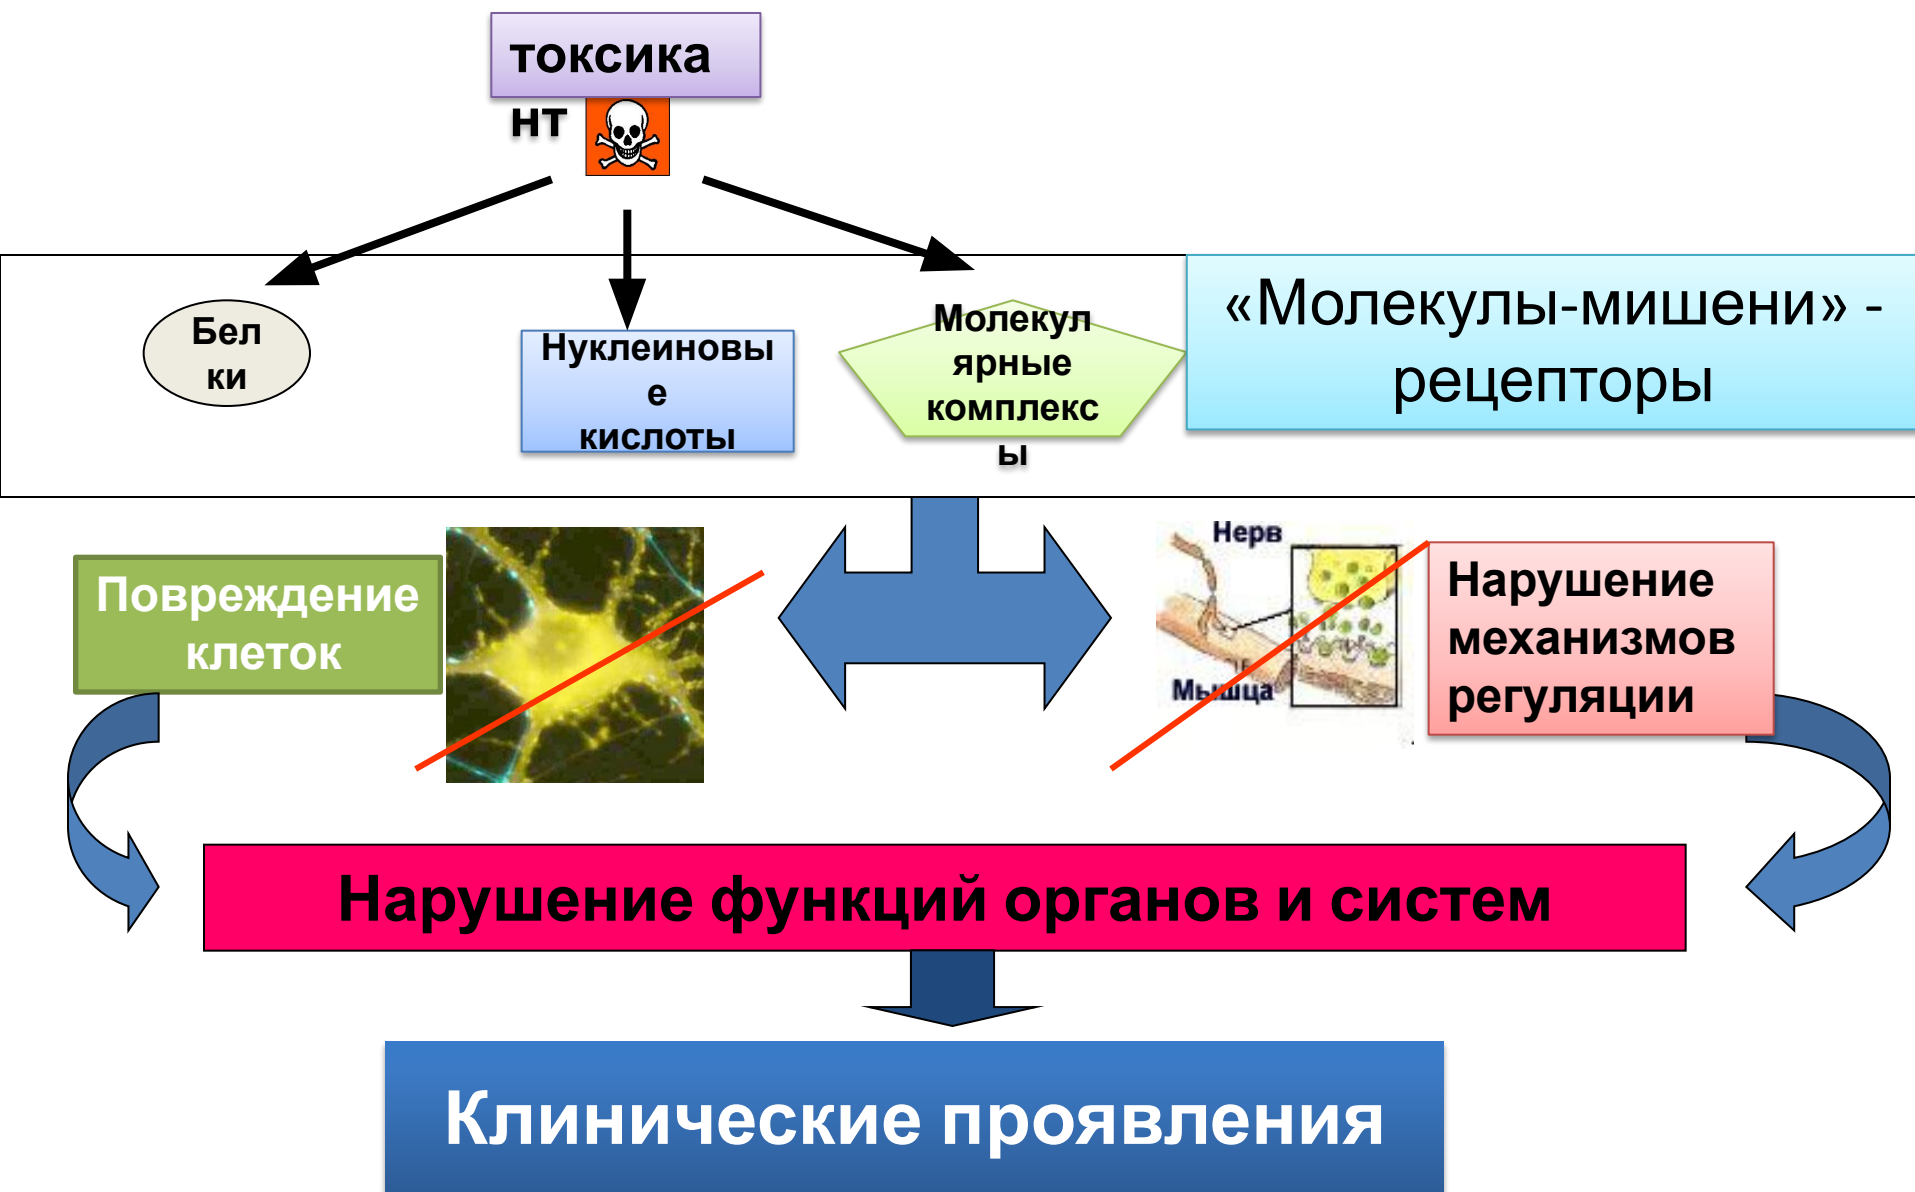 токсика
нт
Бел
ки
Нуклеиновы
е
кислоты
Молекул
ярные
комплекс
ы
«Молекулы-мишени» -
рецепторы
Повреждение
клеток
Нерв
Мышца
Нарушение
механизмов
регуляции
Нарушение функций органов и систем
Клинические проявления